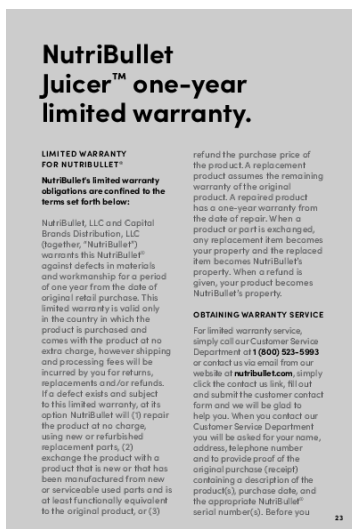 NutriBullet
Juicer™ one-year
limited warranty.
LIMITED WARRANTY
FOR NUTRIBULLET®
NutriBullet's limited warranty
obligations are confined to the
terms set forth below:
NutriBullet, LLC and Capital
Brands Distribution, LLC
(together, “NutriBullet”)
warrants this NutriBullet®
against defects in materials
and workmanship for a period
of one year from the date of
original retail purchase. This
limited warranty is valid only
in the country in which the
product is purchased and
comes with the product at no
extra charge, however shipping
and processing fees will be
incurred by you for returns,
replacements and/or refunds.
If a defect exists and subject
to this limited warranty, at its
option NutriBullet will (1) repair
the product at no charge,
using new or refurbished
replacement parts, (2)
exchange the product with a
product that is new or that has
been manufactured from new
or serviceable used parts and is
at least functionally equivalent
to the original product, or (3)
refund the purchase price of
the product. A replacement
product assumes the remaining
warranty of the original
product. A repaired product
has a one-year warranty from
the date of repair. When a
product or part is exchanged,
any replacement item becomes
your property and the replaced
item becomes NutriBullet's
property. When a refund is
given, your product becomes
NutriBullet's property.
OBTAINING WARRANTY SERVICE
For limited warranty service,
simply call our Customer Service
Department at 1 (800) 523-5993
or contact us via email from our
website at nutribullet.com, simply
click the contact us link, fill out
and submit the customer contact
form and we will be glad to
help you. When you contact our
Customer Service Department
you will be asked for your name,
address, telephone number
and to provide proof of the
original purchase (receipt)
containing a description of the
product(s), purchase date, and
the appropriate NutriBullet®
serial number(s). Before you
23